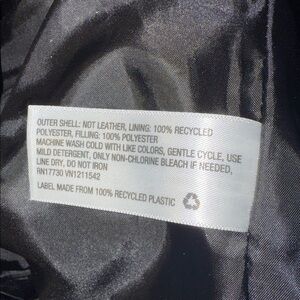 OUTER SHELL: NOT LEATHER, LINING: 100% RECYCLED
POLYESTER, FILLING: 100% POLYESTER
MACHINE WASH COLD WITH LIKE COLORS, GENTLE CYCLE, USE
MILD DETERGENT, ONLY NON-CHLORINE BLEACH IF NEEDED,
LINE DRY, DO NOT IRON
RN17730 VN1211542
LABEL MADE FROM 100% RECYCLED PLASTIC